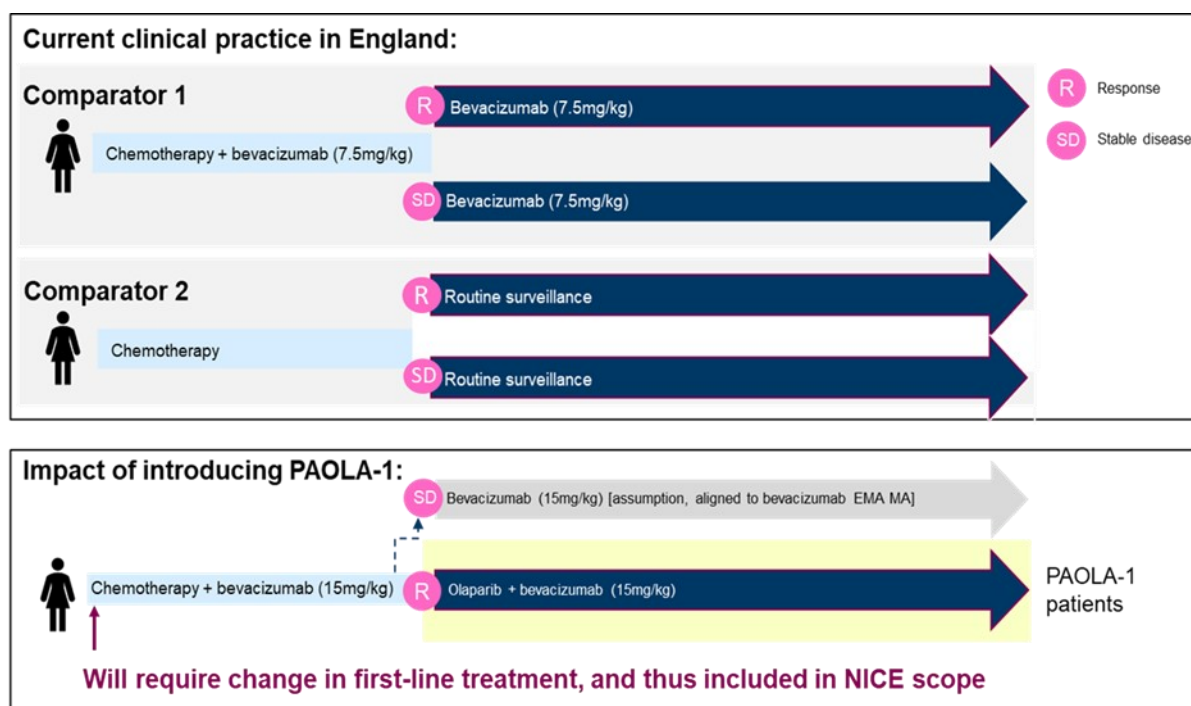 Current clinical practice in England:
Comparator 1
R Bevacizumab (7.5mg/kg)
Chemotherapy + bevacizumab (7.5mg/kg)
SD Bevacizumab (7.5mg/kg)
R Response
SD Stable disease
Comparator 2
R Routine surveillance
Chemotherapy
SD Routine surveillance
Impact of introducing PAOLA-1:
SD Bevacizumab (15mg/kg) [assumption, aligned to bevacizumab EMA MA]
Chemotherapy + bevacizumab (15mg/kg) R Olaparib + bevacizumab (15mg/kg)
PAOLA-1
patients
Will require change in first-line treatment, and thus included in NICE scope